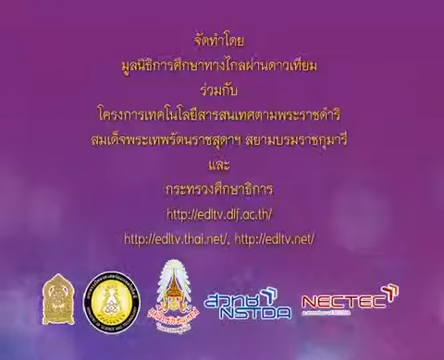 จัดทำโดย
มูลนิธิการศึกษาทางไกลผ่านดาวเทียม
ร่วมกับ
โครงการเทคโนโลยีสารสนเทศตามพระราชดำริ
สมเด็จพระเทพรัตนราชสุดาฯ สยามบรมราชกุมารี
และ
กระทรวงศึกษาธิการ
http://edltv.dlf.ac.th/
http://edltv.thai.net/, http://edltv.net/
สวทช NECTEC
NSTDA